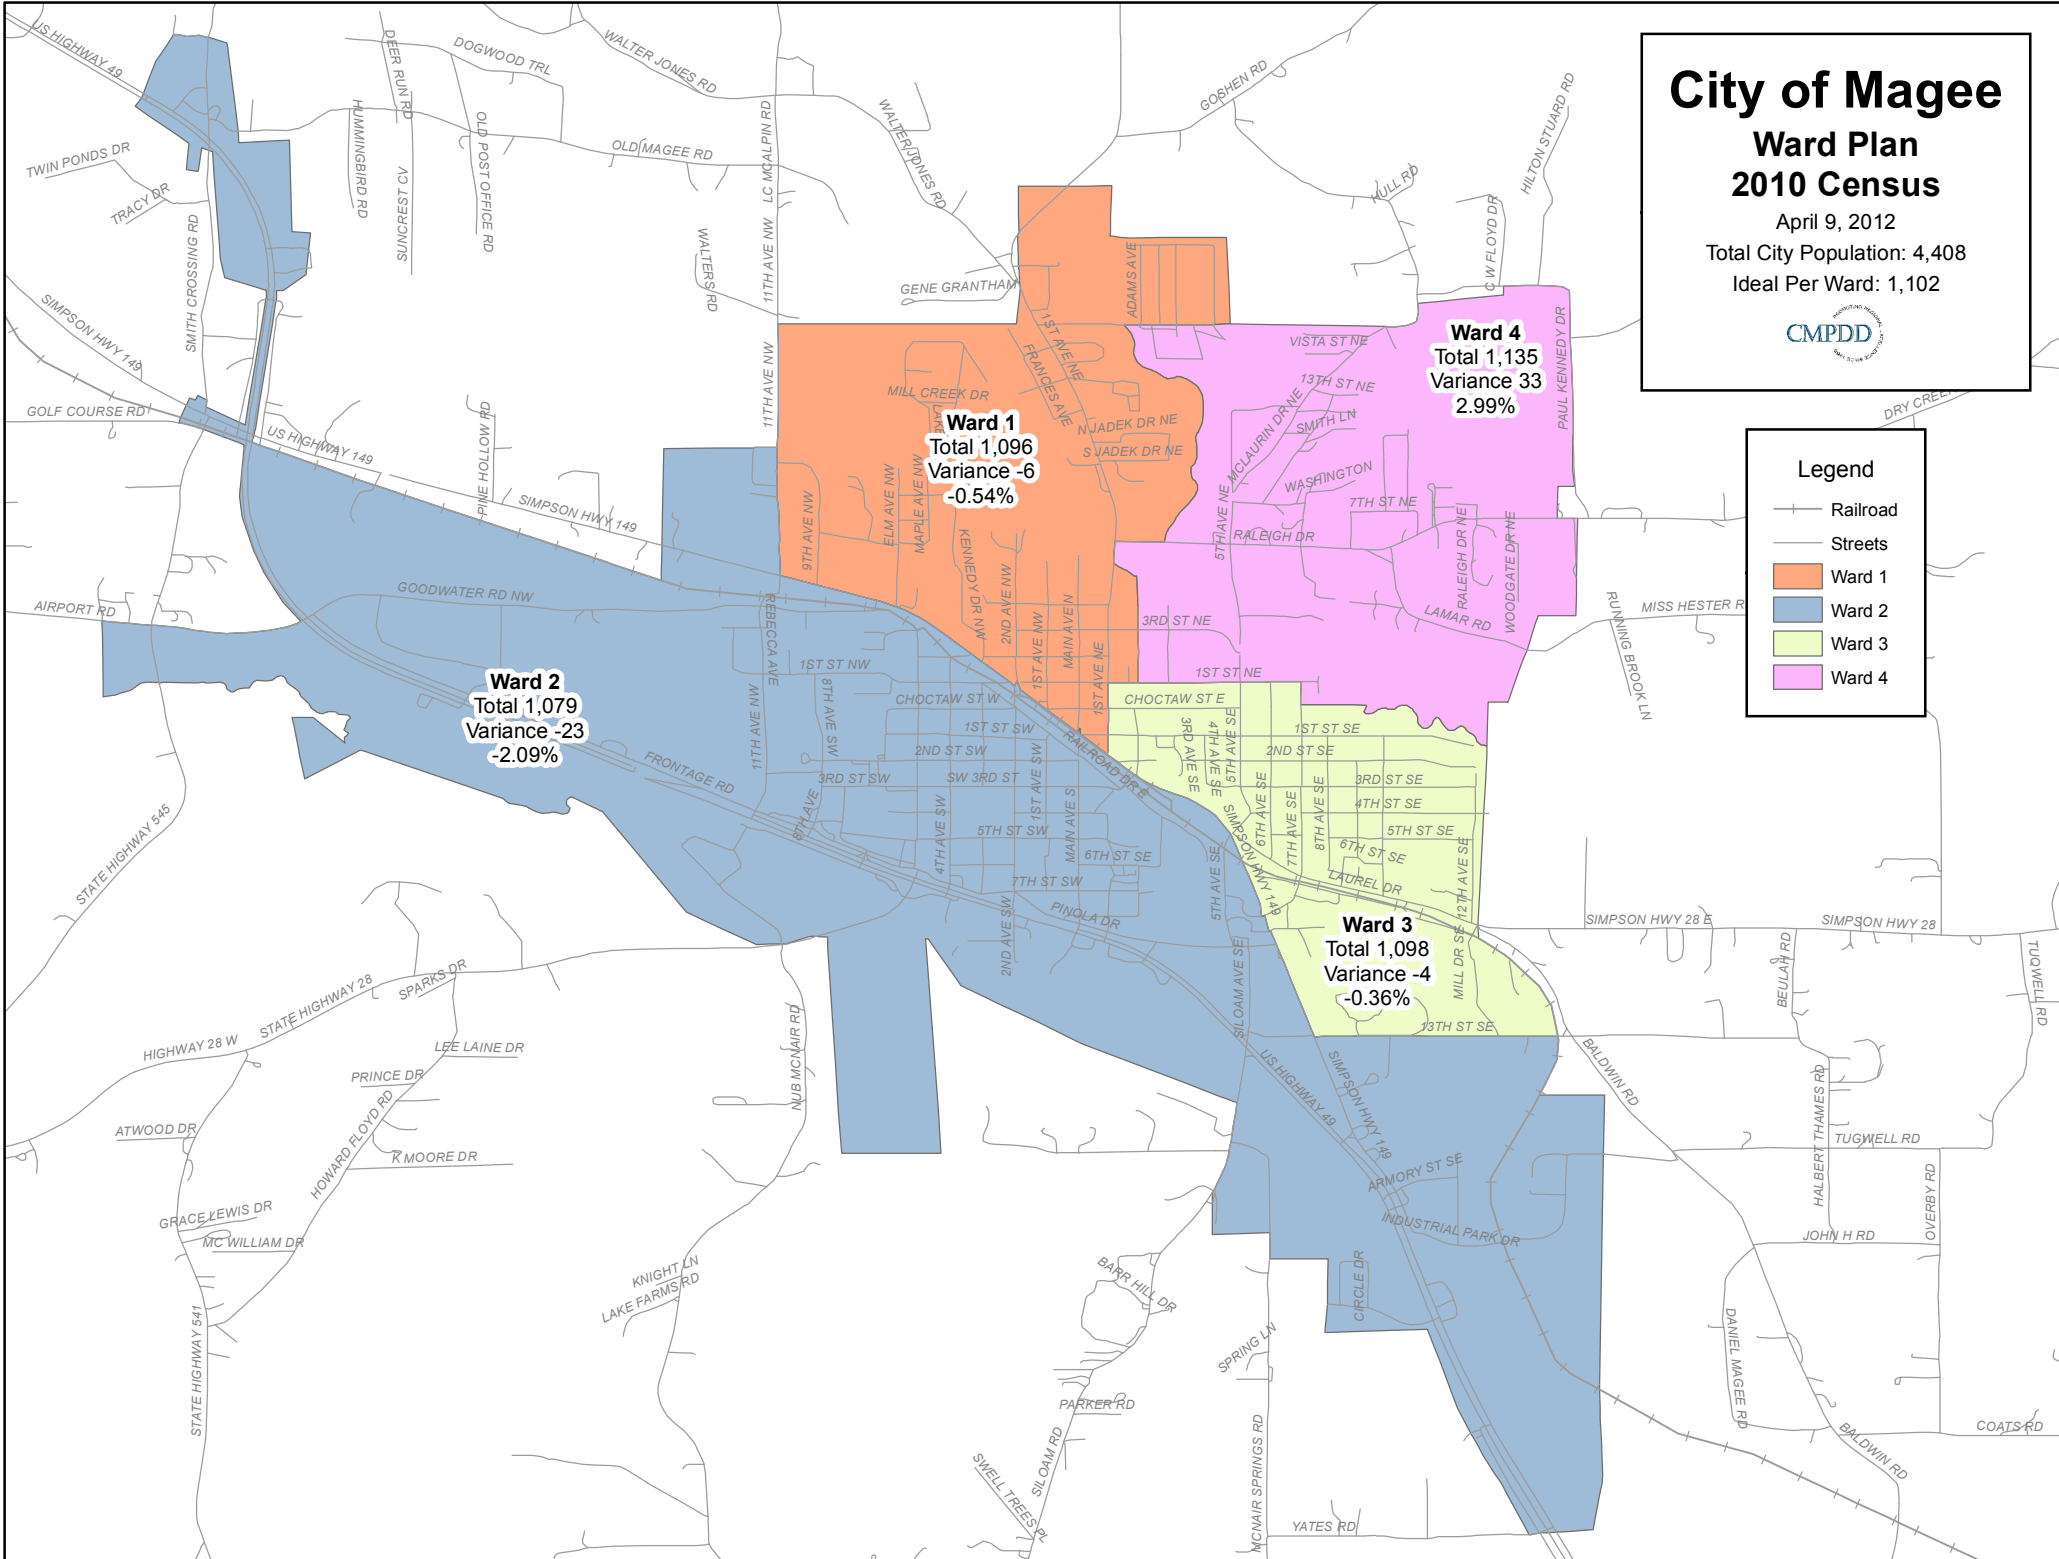 City of Magee
Ward Plan
2010 Census
April 9, 2012
Total City Population: 4,408
Ideal Per Ward: 1,102
CMPDD
Legend
Railroad
Streets
Ward 1
Ward 2
Ward 3
Ward 4
Ward 1
Total 1,096
Variance -6
-0.54%
Ward 2
Total 1,079
Variance -23
-2.09%
Ward 3
Total 1,098
Variance -4
-0.36%
Ward 4
Total 1,135
Variance 33
2.99%
US HIGHWAY 49
DEER RUN RD
DOGWOOD TRL
WALTER JONES RD
GOSHEN RD
HILTON STUARD RD
HUMMINGBIRD RD
OLD POST OFFICE RD
OLD MAGEE RD
LC MCALPIN RD
WALTER JONES RD
HULL RD
C W FLOYD DR
TWIN PONDS DR
TRACY DR
SUNCREST CV
SMITH CROSSING RD
WALTERS RD
11TH AVE NW
GENE GRANTHAM
ADAMS AVE
PAUL KENNEDY DR
SIMPSON HWY 149
11TH AVE NW
1ST AVE NE
FRANCES AVE
VISTA ST NE
13TH ST NE
MILL CREEK DR
LAKE
N JADEK DR NE
S JADEK DR NE
MCLAURIN DR NE
SMITH LN
WASHINGTON
DRY CREEK
GOLF COURSE RD
US HIGHWAY 149
PINE HOLLOW RD
SIMPSON HWY 149
9TH AVE NW
ELM AVE NW
MAPLE AVE NW
KENNEDY DR NW
2ND AVE NW
5TH AVE NE
7TH ST NE
RALEIGH DR
RALEIGH DR NE
WOODGATE DR NE
AIRPORT RD
GOODWATER RD NW
REBECCA AVE
1ST AVE NW
MAIN AVE N
1ST AVE NE
3RD ST NE
LAMAR RD
MISS HESTER R
RUNNING BROOK LN
1ST ST NW
8TH AVE SW
11TH AVE NW
1ST ST NE
CHOCTAW ST W
CHOCTAW ST E
1ST ST SW
2ND ST SW
3RD ST SW
SW 3RD ST
1ST AVE SW
RAILROAD DR E
3RD AVE SE
4TH AVE SE
5TH AVE SE
1ST ST SE
2ND ST SE
3RD ST SE
4TH ST SE
5TH ST SE
6TH ST SE
FRONTAGE RD
8TH AVE
4TH AVE SW
5TH ST SW
MAIN AVE S
6TH ST SE
7TH ST SW
SIMPSON HWY 149
6TH AVE SE
7TH AVE SE
8TH AVE SE
12TH AVE SE
LAUREL DR
5TH AVE SE
2ND AVE SW
PINOLA DR
SILOAM AVE SE
MILL DR SE
13TH ST SE
SIMPSON HWY 28 E
SIMPSON HWY 28
BEULAH RD
TUGWELL RD
STATE HIGHWAY 545
STATE HIGHWAY 28
SPARKS DR
HIGHWAY 28 W
LEE LAINE DR
PRINCE DR
NUB MCNAIR RD
ATWOOD DR
HOWARD FLOYD RD
K MOORE DR
GRACE LEWIS DR
MC WILLIAM DR
STATE HIGHWAY 541
KNIGHT LN
LAKE FARMS RD
US HIGHWAY 49
SIMPSON HWY 149
ARMORY ST SE
INDUSTRIAL PARK DR
CIRCLE DR
BALDWIN RD
HALBERT THAMES RD
TUGWELL RD
OVERBY RD
JOHN H RD
DANIEL MAGEE RD
COATS RD
BALDWIN RD
BARR HILL DR
SPRING LN
PARKER RD
SILOAM RD
SWELL TREES PL
MCNAIR SPRINGS RD
YATES RD